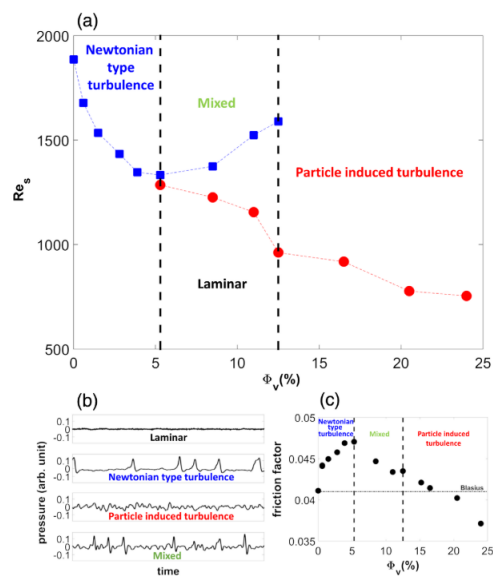 (a)
2000
1500
1000
500
Re_s
Newtonian
type
turbulence
Mixed
Particle induced turbulence
Laminar
0
5
10
15
20
25
Φ_v(%)
(b)
0.1
0
-0.1
Laminar
0.1
0
-0.1
Newtonian type turbulence
0.1
0
-0.1
Particle induced turbulence
0.1
0
-0.1
Mixed
pressure (arb. unit)
time
(c)
0.05
0.045
0.04
0.035
friction factor
Newtonian
type
turbulence
Mixed
Particle induced turbulence
Blasius
0
5
10
15
20
25
Φ_v(%)